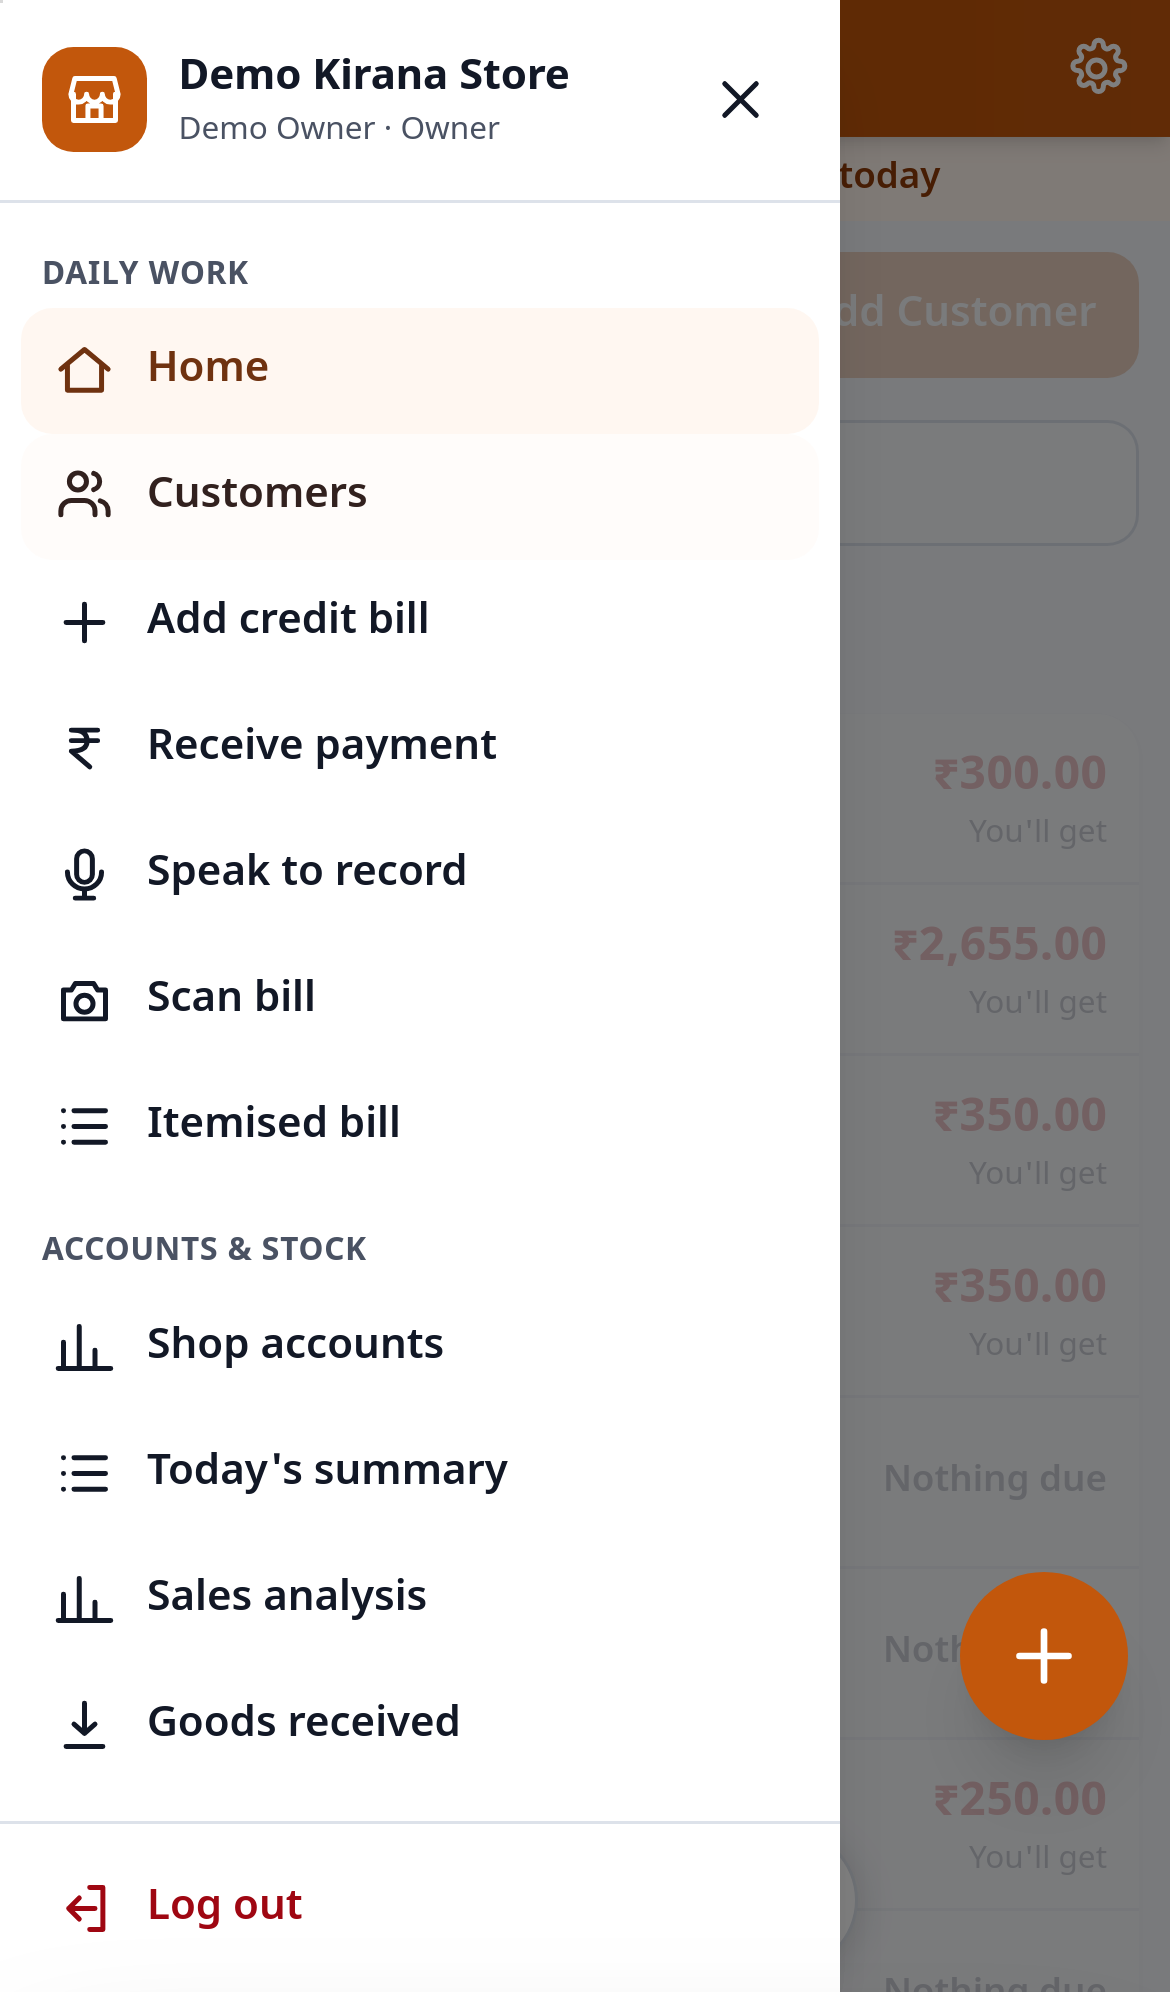 Demo Kirana Store
Demo Owner · Owner
today
DAILY WORK
Home
dd Customer
Customers
Add credit bill
Receive payment
₹300.00
You'll get
Speak to record
₹2,655.00
You'll get
Scan bill
Itemised bill
₹350.00
You'll get
ACCOUNTS & STOCK
Shop accounts
₹350.00
You'll get
Today's summary
Nothing due
Sales analysis
Goods received
₹250.00
You'll get
Log out
Nothing due